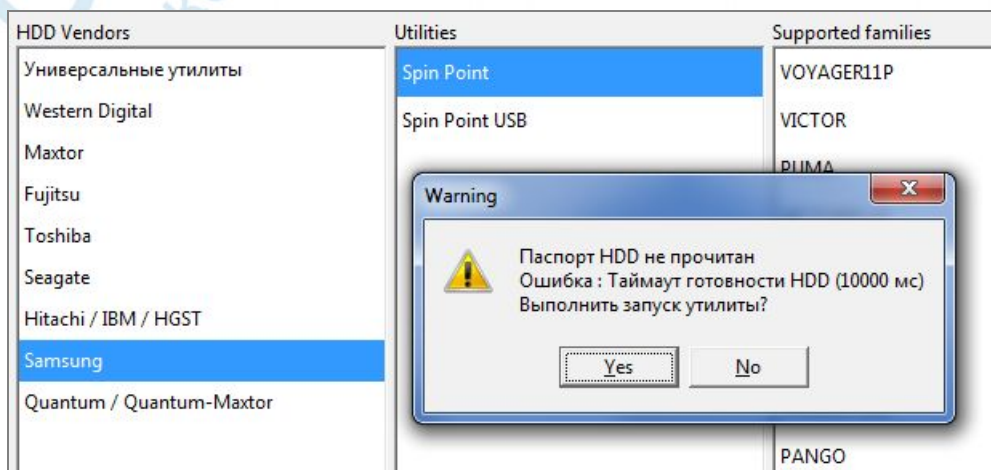 HDD Vendors
Utilities
Supported families
Универсальные утилиты
Western Digital
Maxtor
Fujitsu
Toshiba
Seagate
Hitachi / IBM / HGST
Samsung
Quantum / Quantum-Maxtor
Spin Point
Spin Point USB
VOYAGER11P
VICTOR
PUMA
PANGO
Warning
Паспорт HDD не прочитан
Ошибка : Таймаут готовности HDD (10000 мс)
Выполнить запуск утилиты?
Yes
No